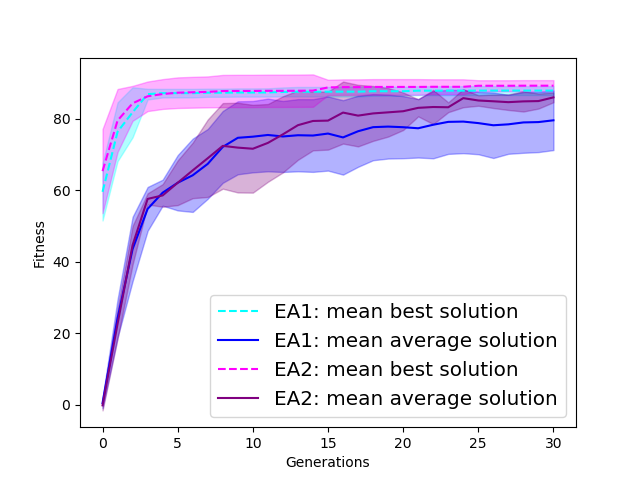 Fitness
80
60
40
20
0
EA1: mean best solution
EA1: mean average solution
EA2: mean best solution
EA2: mean average solution
0 5 10 15 20 25 30
Generations